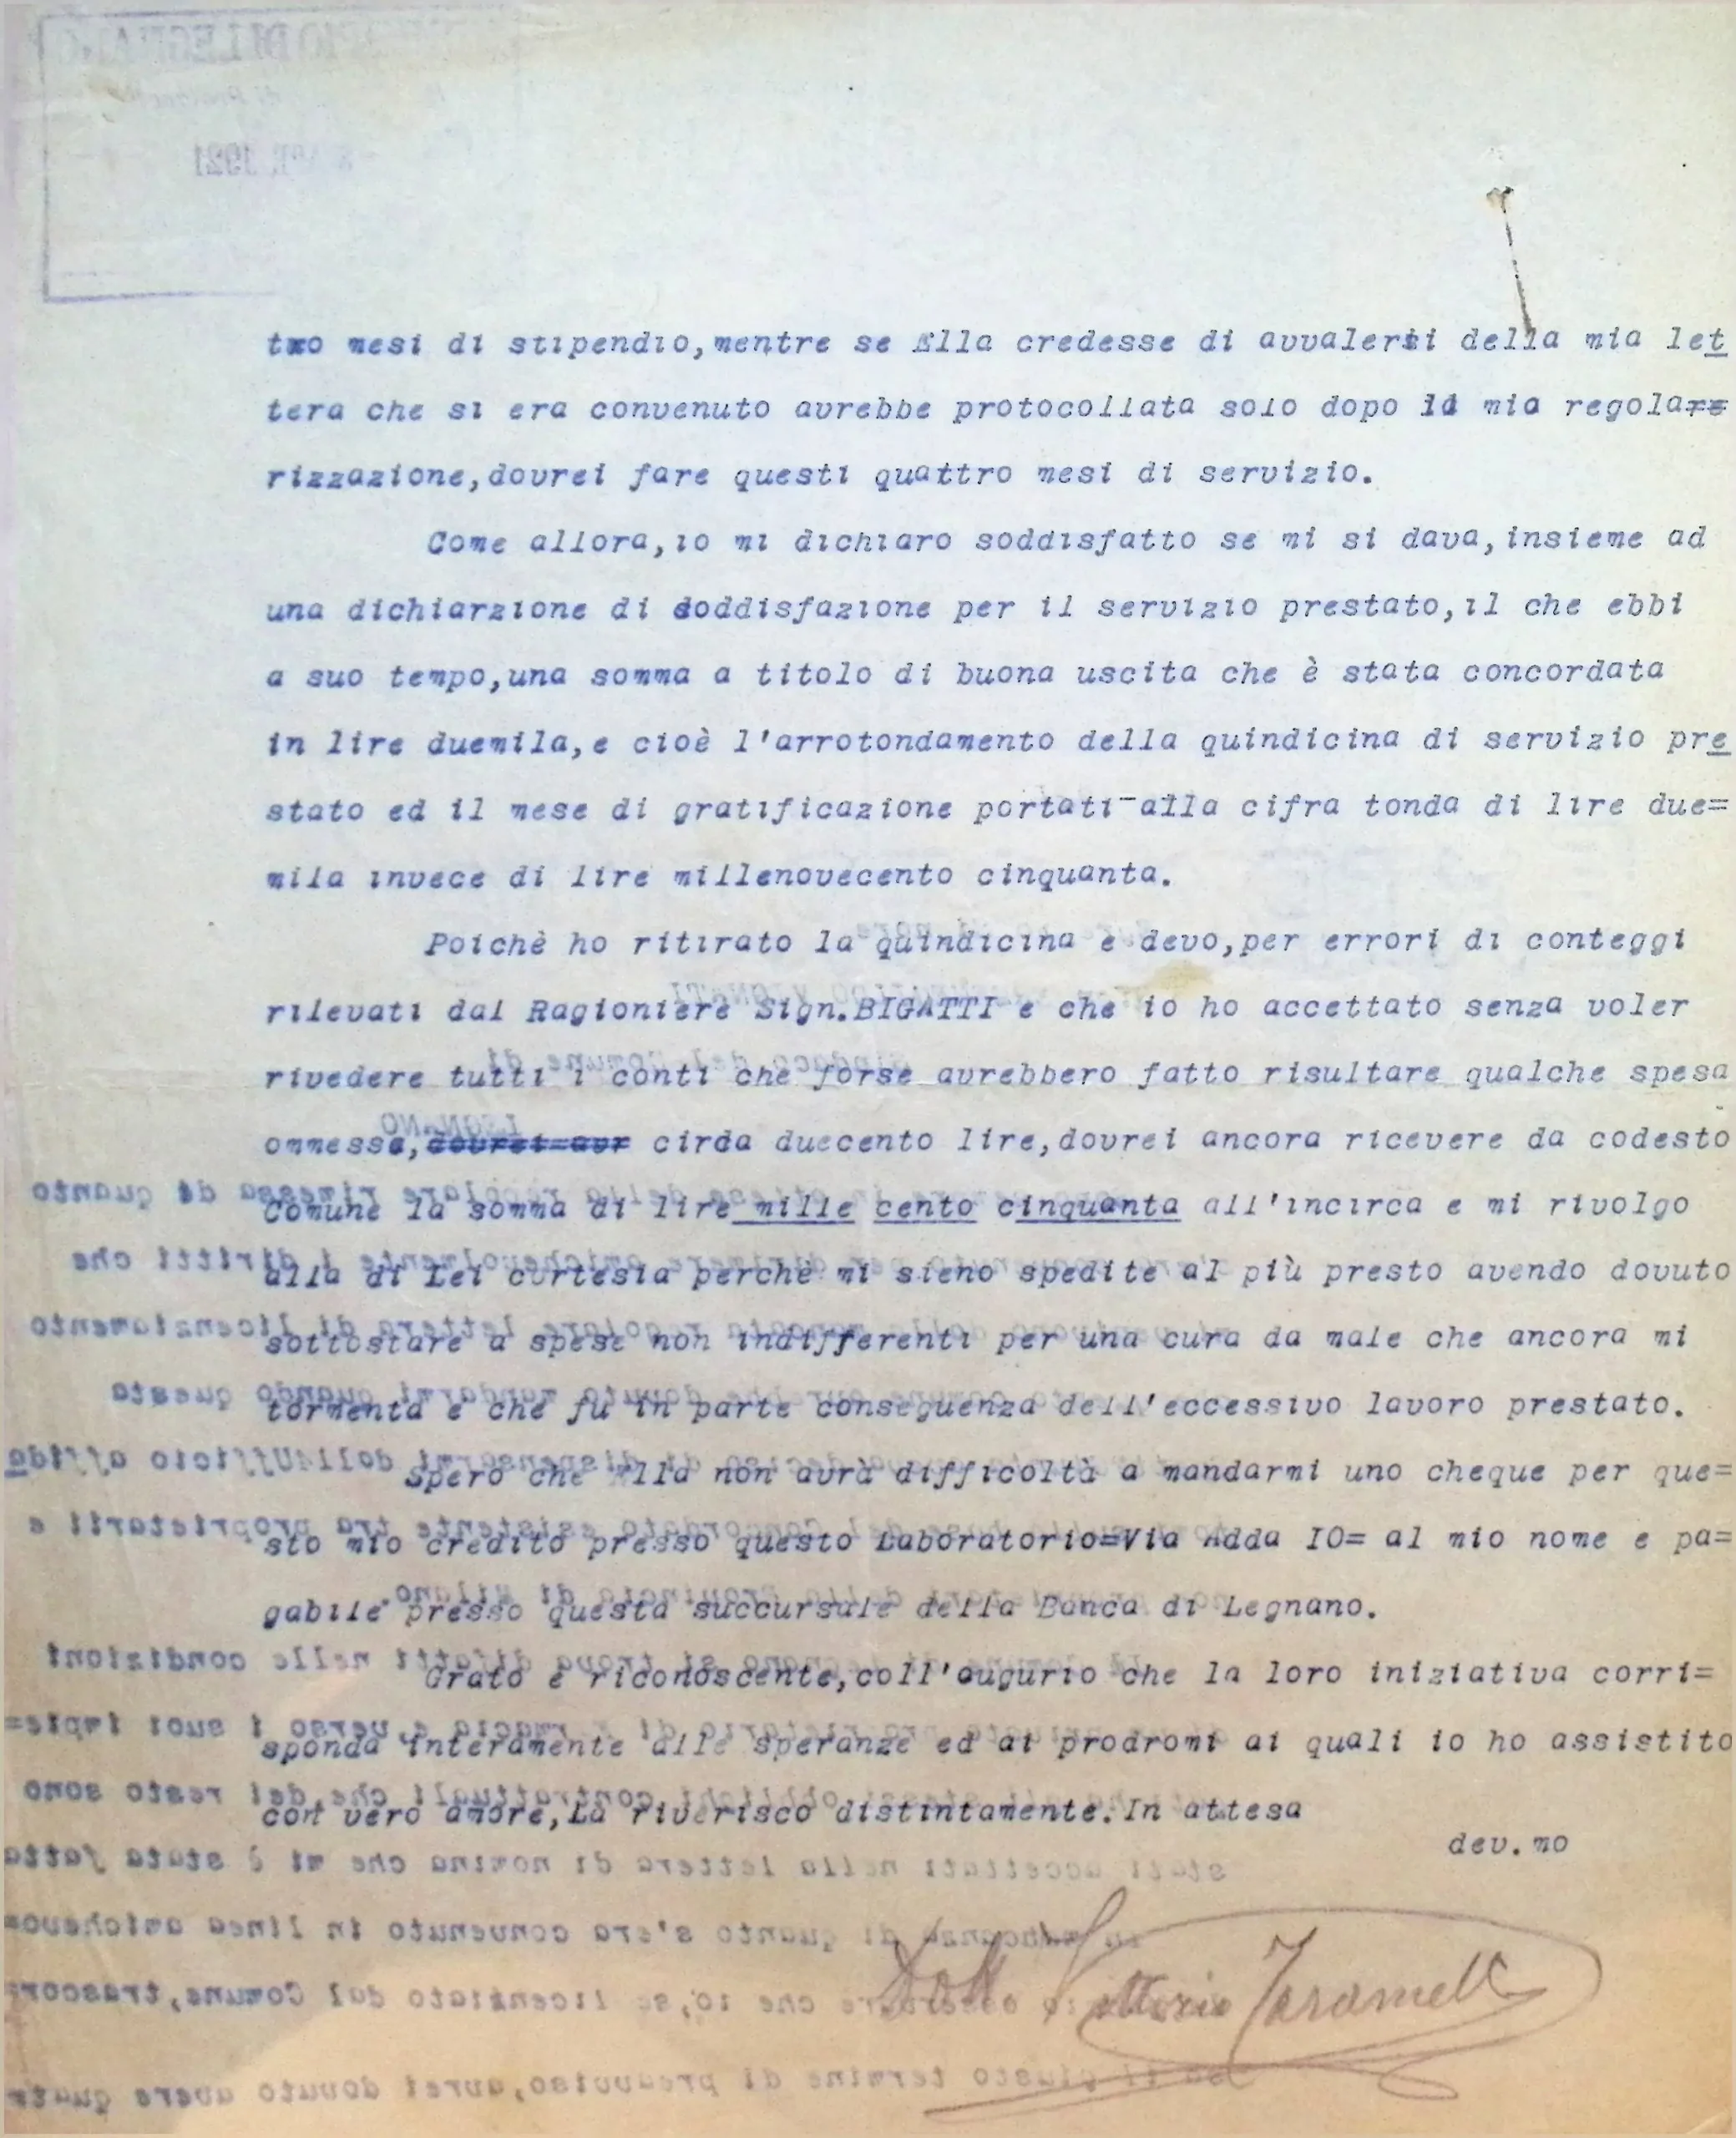 tro mesi di stipendio,mentre se Ella credesse di avvalersi della mia let
tera che si era convenuto avrebbe protocollata solo dopo la mia regola
rizzazione,dovrei fare questi quattro mesi di servizio.
Come allora,io mi dichiaro soddisfatto se mi si dava,insieme ad
una dichiarzione di soddisfazione per il servizio prestato,il che ebbi
a suo tempo,una somma a titolo di buona uscita che è stata concordata
in lire duemila,e cioè l'arrotondamento della quindicina di servizio pre
stato ed il mese di gratificazione portati alla cifra tonda di lire due=
mila invece di lire millenovecento cinquanta.
Poichè ho ritirato la quindicina e devo,per errori di conteggi
rilevati dal Ragioniere Sign.BIGATTI e che io ho accettato senza voler
rivedere tutti i conti che forse avrebbero fatto risultare qualche spesa
ommessa, dovrei=avr cirda duecento lire,dovrei ancora ricevere da codesto
Comune la somma di lire mille cento cinquanta all'incirca e mi rivolgo
alla di Lei cortesia perchè mi sieno spedite al più presto avendo dovuto
sottostare a spese non indifferenti per una cura da male che ancora mi
tormenta e che fu in parte conseguenza dell'eccessivo lavoro prestato.
Spero che Ella non avrà difficoltà a mandarmi uno cheque per que=
sto mio credito presso questo Laboratorio=Via Adda IO= al mio nome e pa=
gabile presso questa succursale della Banca di Legnano.
Grato e riconoscente,coll'augurio che la loro iniziativa corri=
sponda interamente alle speranze ed ai prodromi ai quali io ho assistito
con vero amore,La riverisco distintamente.In attesa
dev.mo
Dott Vittorio Taramelli